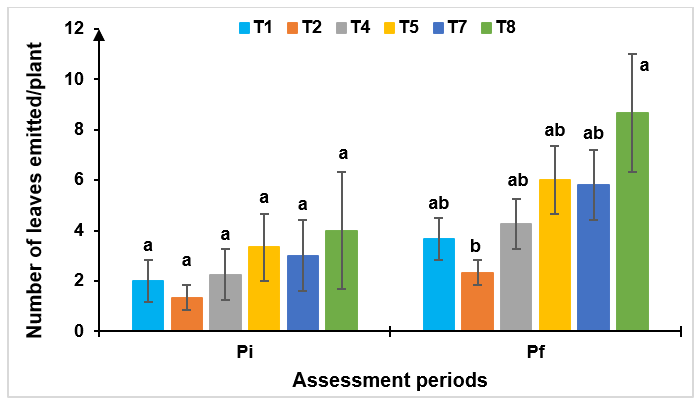 T1 T2 T4 T5 T7 T8
Number of leaves emitted/plant
12
10
8
6
4
2
0
a a a a a a
ab b ab ab ab a
Pi Pf
Assessment periods